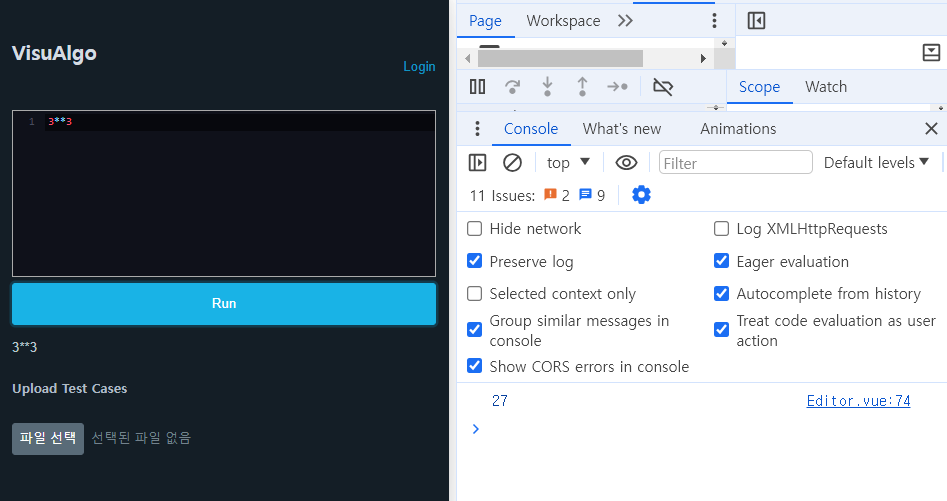 VisuAlgo
Login
1 3**3
Run
3**3
Upload Test Cases
파일 선택 선택된 파일 없음
Page Workspace
Scope Watch
Console What's new Animations
top Filter Default levels
11 Issues: 2 9
Hide network Log XMLHttpRequests
Preserve log Eager evaluation
Selected context only Autocomplete from history
Group similar messages in console
Treat code evaluation as user action
Show CORS errors in console
27 Editor.vue:74